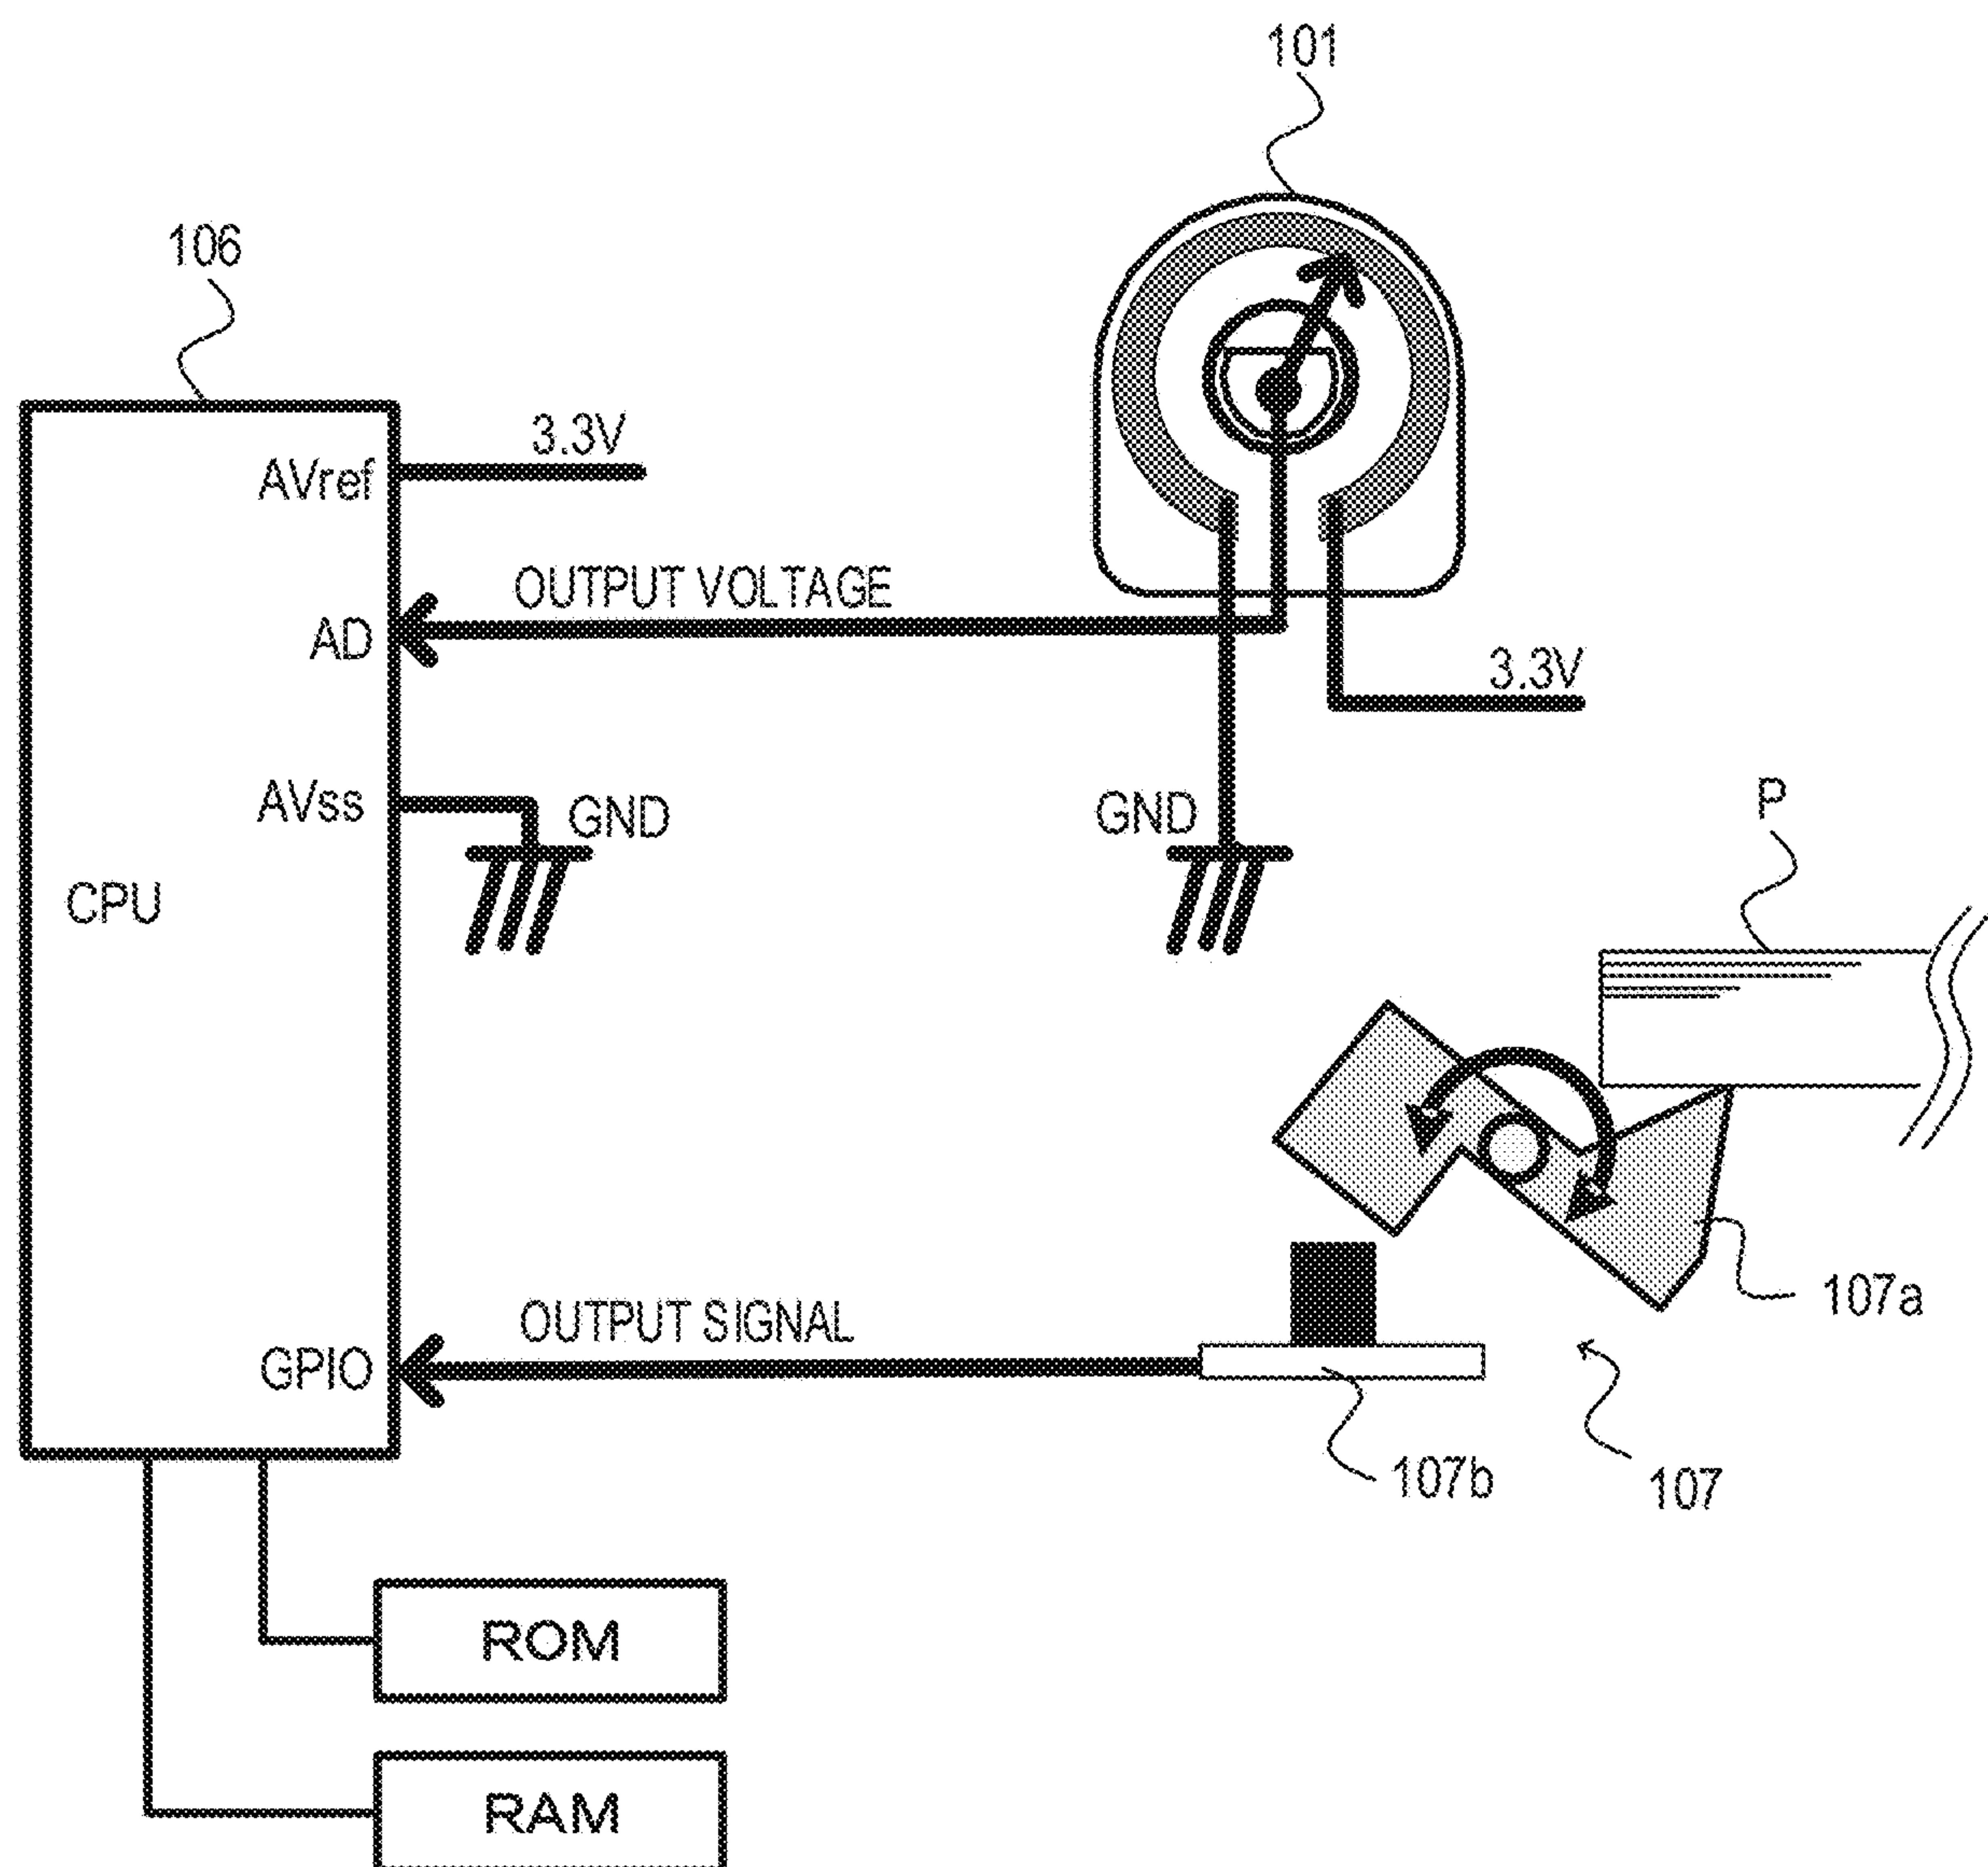 101
106
3.3V
AVref
OUTPUT VOLTAGE
AD
3.3V
AVss
GND
GND
P
CPU
107a
OUTPUT SIGNAL
GPIO
107b
107
ROM
RAM